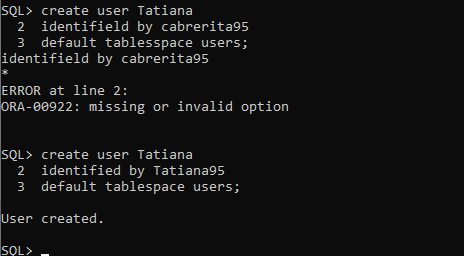 SQL> create user Tatiana
2 identifield by cabrerita95
3 default tablesspace users;
identifield by cabrerita95
*
ERROR at line 2:
ORA-00922: missing or invalid option
SQL> create user Tatiana
2 identified by Tatiana95
3 default tablespace users;
User created.
SQL>